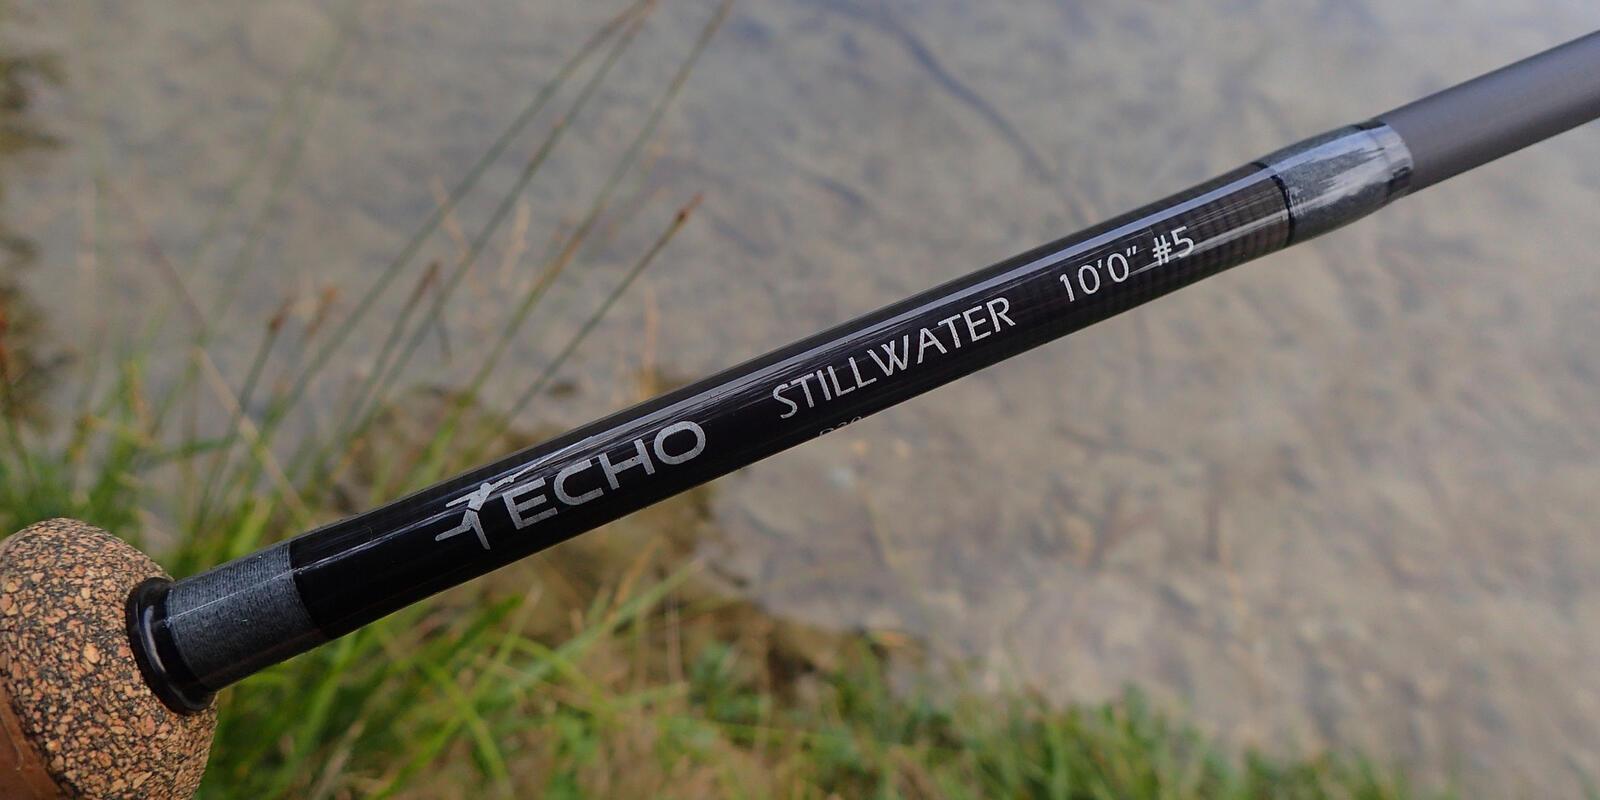 ECHO STILLWATER 10'0" #5